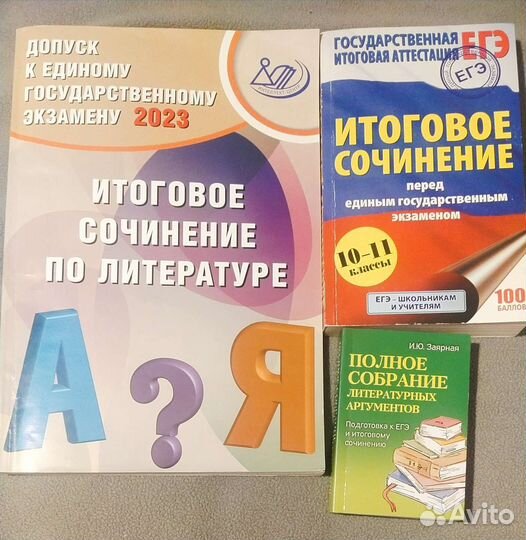 ДОПУСК
К ЕДИНОМУ
ГОСУДАРСТВЕННОМУ
ЭКЗАМЕНУ 2023
ИНТЕЛЛЕКТ-ЦЕНТР
ИТОГОВОЕ
СОЧИНЕНИЕ
ПО ЛИТЕРАТУРЕ
А ? Я
ГОСУДАРСТВЕННАЯ
ИТОГОВАЯ АТТЕСТАЦИЯ ЕГЭ
ЕГЭ
ИТОГОВОЕ
СОЧИНЕНИЕ
перед
единым государственным
экзаменом
10-11
классы
ЕГЭ – ШКОЛЬНИКАМ
И УЧИТЕЛЯМ
100
БАЛЛОВ
И.Ю. Заярная
ПОЛНОЕ
СОБРАНИЕ
ЛИТЕРАТУРНЫХ
АРГУМЕНТОВ
Подготовка к ЕГЭ
и итоговому
сочинению
Avito